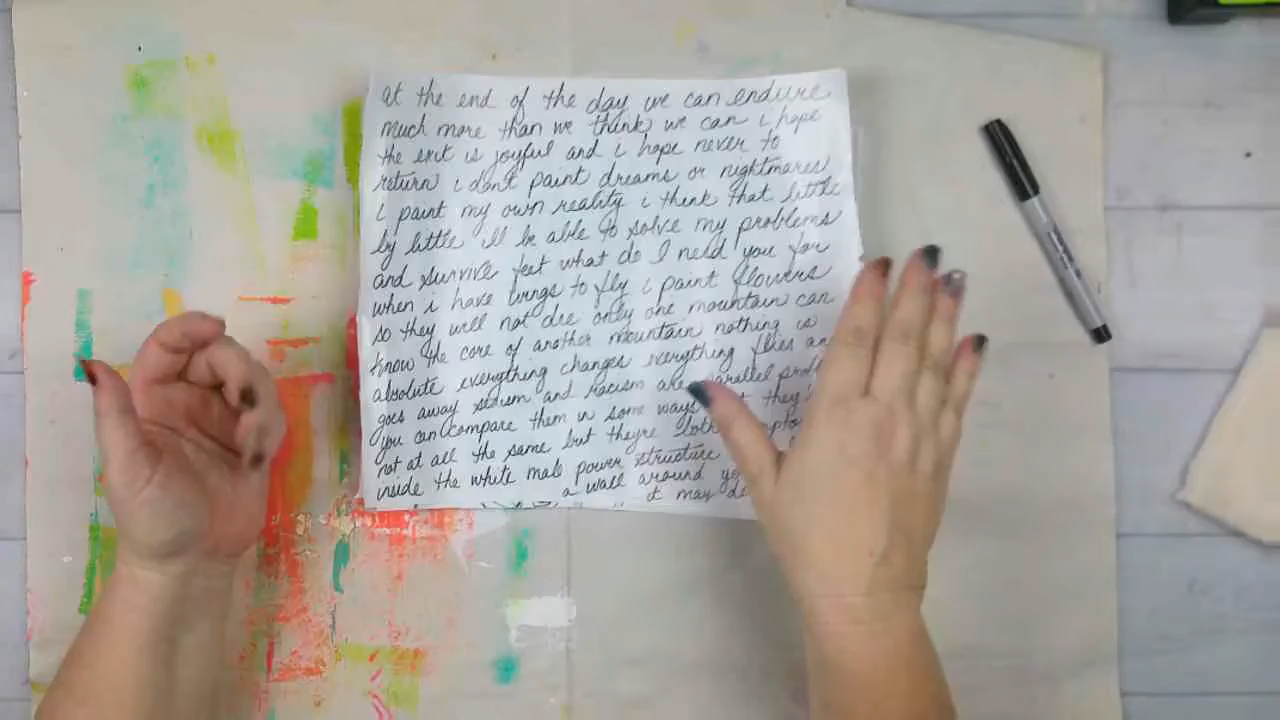 at the end of the day we can endure
much more than we think we can i hope
the exit is joyful and i hope never to
return i don't paint dreams or nightmares
i paint my own reality i think that little
by little i'll be able to solve my problems
and survive feet what do I need you for
when i have wings to fly i paint flowers
so they will not die only one mountain can
know the core of another mountain nothing is
absolute everything changes everything flies an
goes away sexism and racism are parallel
you can compare them in some ways
not at all the same but theyre both
inside the white male power structure
a wall around
it may